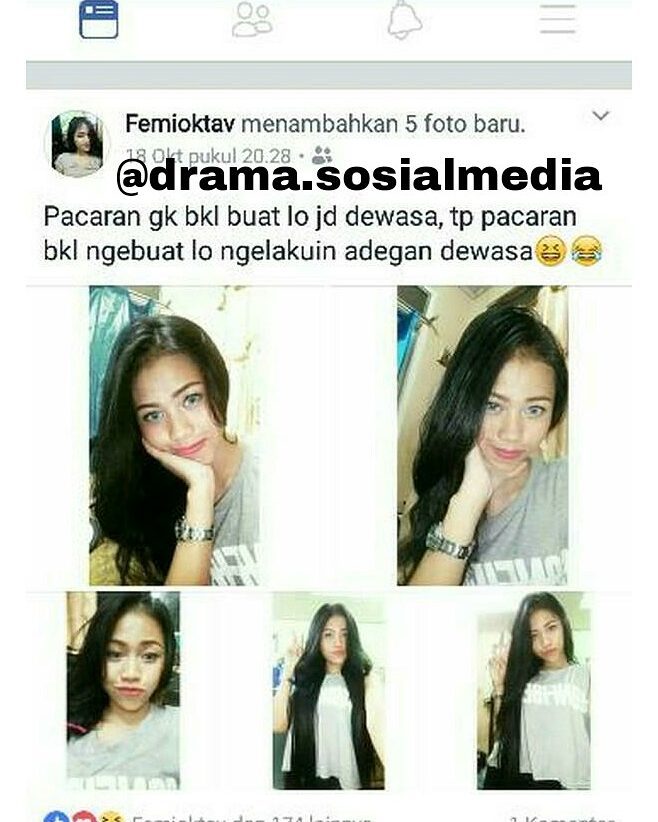 Femioktav menambahkan 5 foto baru.
18 Okt pukul 20.28 •
@drama.sosialmedia
Pacaran gk bkl buat lo jd dewasa, tp pacaran
bkl ngebuat lo ngelakuin adegan dewasa😆😂